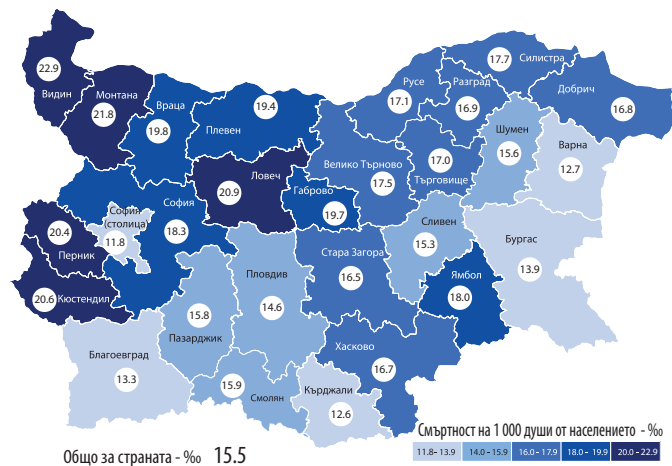 22.9
Видин
Монтана
21.8
Враца
19.8
19.4
Плевен
Ловеч
20.9
Габрово
19.7
Велико Търново
17.5
Русе
17.1
Разград
16.9
17.7
Силистра
Добрич
16.8
Шумен
15.6
Варна
12.7
17.0
Търговище
София
(столица)
11.8
София
18.3
20.4
Перник
20.6 Кюстендил
Благоевград
13.3
15.8
Пазарджик
Пловдив
14.6
Стара Загора
16.5
Сливен
15.3
Ямбол
18.0
Бургас
13.9
15.9
Смолян
Кърджали
12.6
Хасково
16.7
Общо за страната - ‰ 15.5
Смъртност на 1 000 души от населението - ‰
11.8 – 13.9 14.0 – 15.9 16.0 – 17.9 18.0 – 19.9 20.0 – 22.9